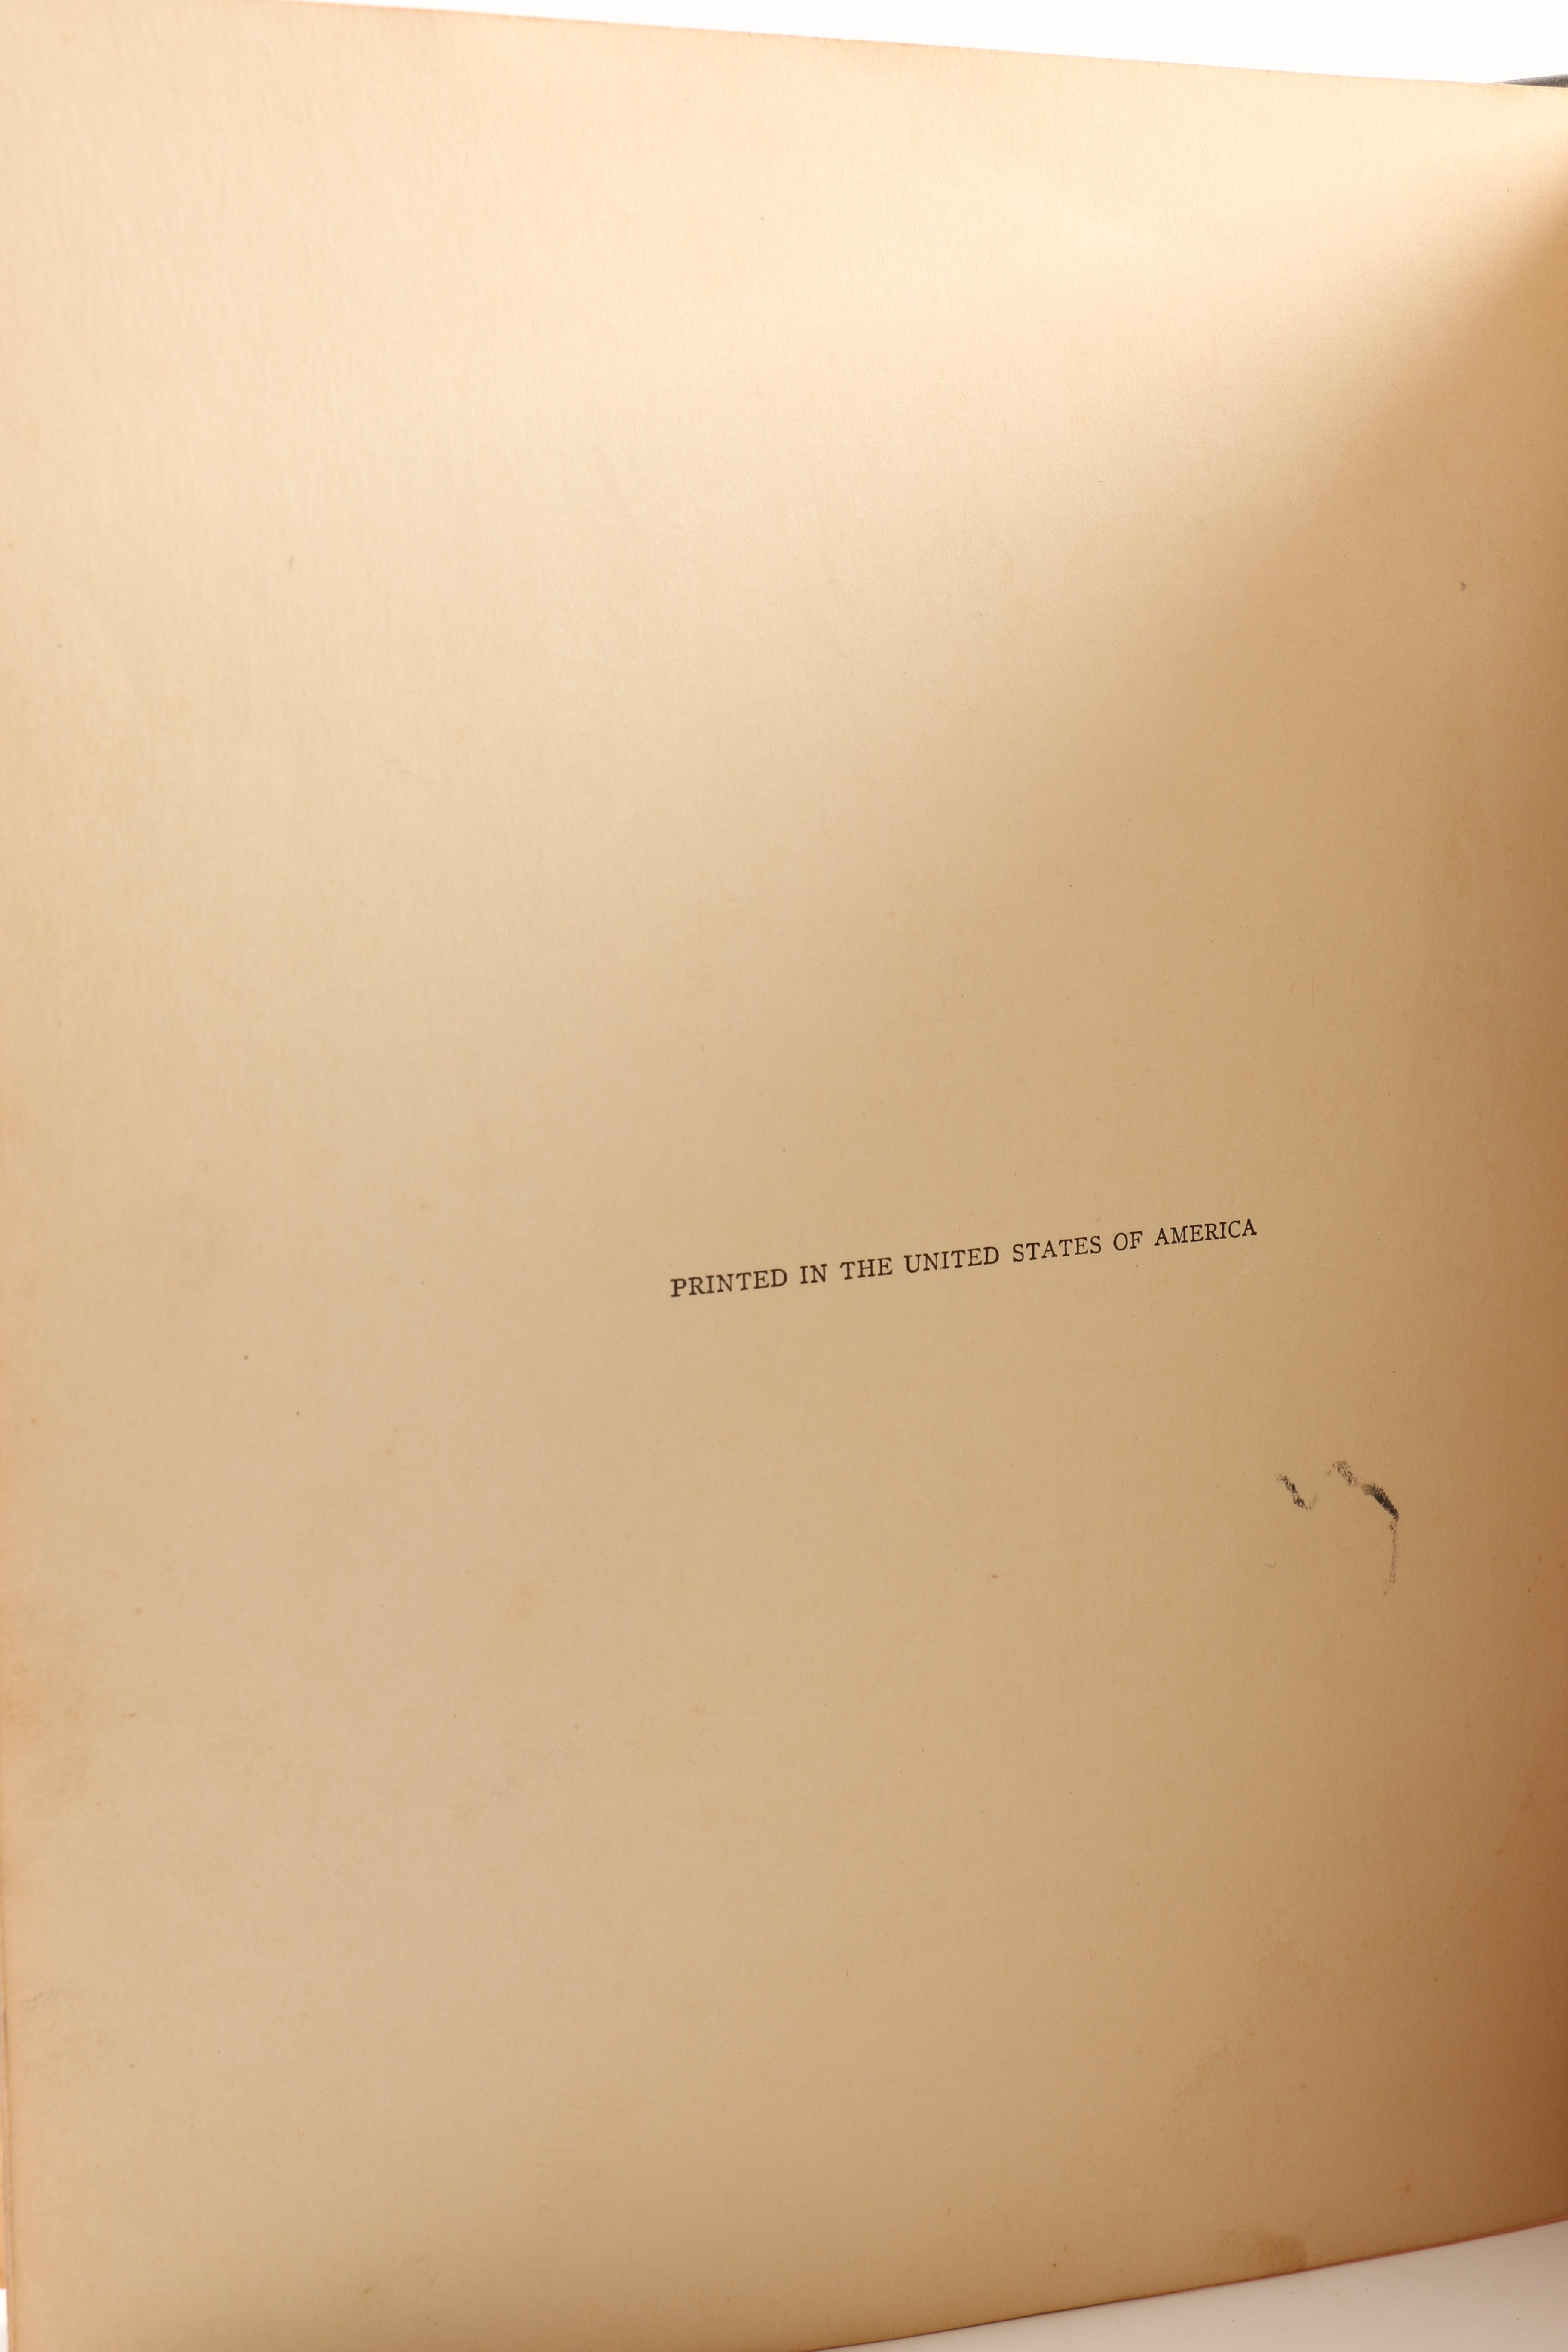 PRINTED IN THE UNITED STATES OF AMERICA